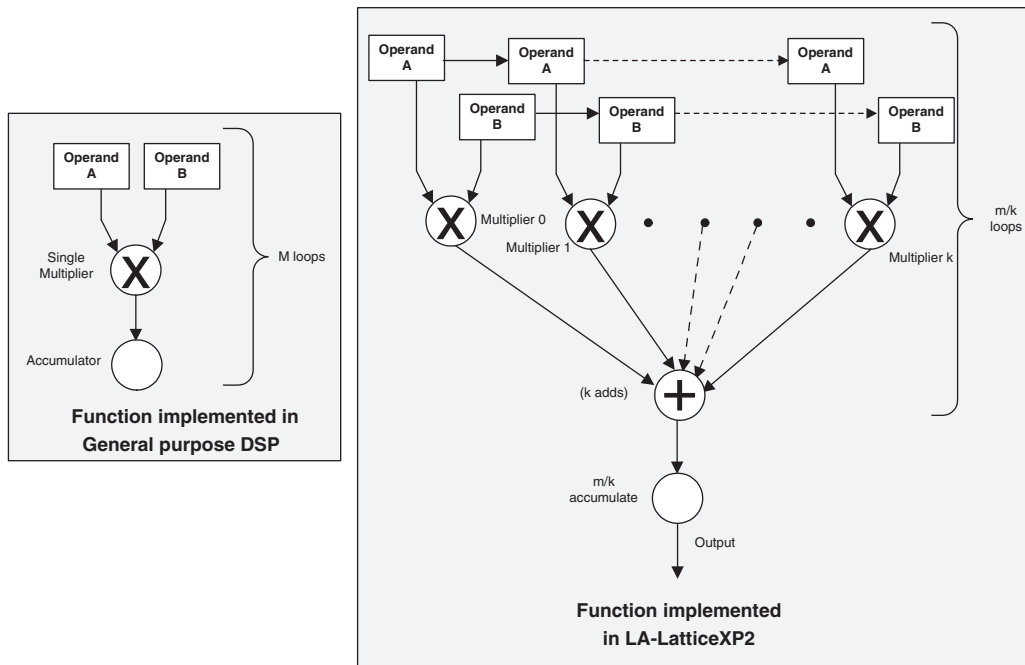 Operand
A
Operand
B
Single
Multiplier
X
M loops
Accumulator
Function implemented in
General purpose DSP
Operand
A
Operand
A
Operand
A
Operand
B
Operand
B
Operand
B
X
Multiplier 0
X
Multiplier 1
X
Multiplier k
m/k
loops
(k adds)
+
m/k
accumulate
Output
Function implemented
in LA-LatticeXP2